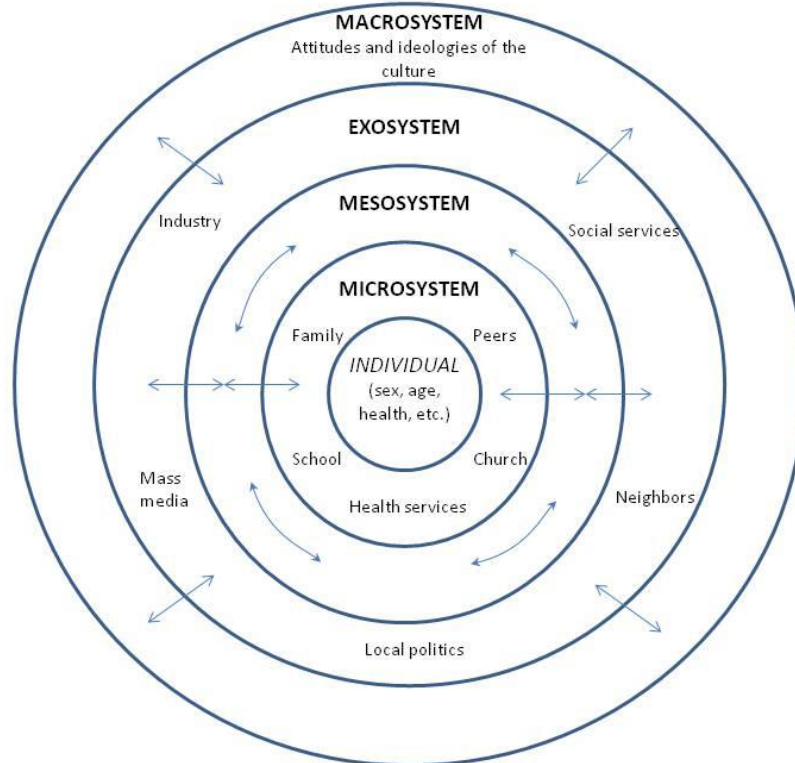 MACROSYSTEM
Attitudes and ideologies of the
culture
EXOSYSTEM
MESOSYSTEM
Industry
Social services
MICROSYSTEM
Family
Peers
INDIVIDUAL
(sex, age,
health, etc.)
School
Church
Mass
media
Health services
Neighbors
Local politics